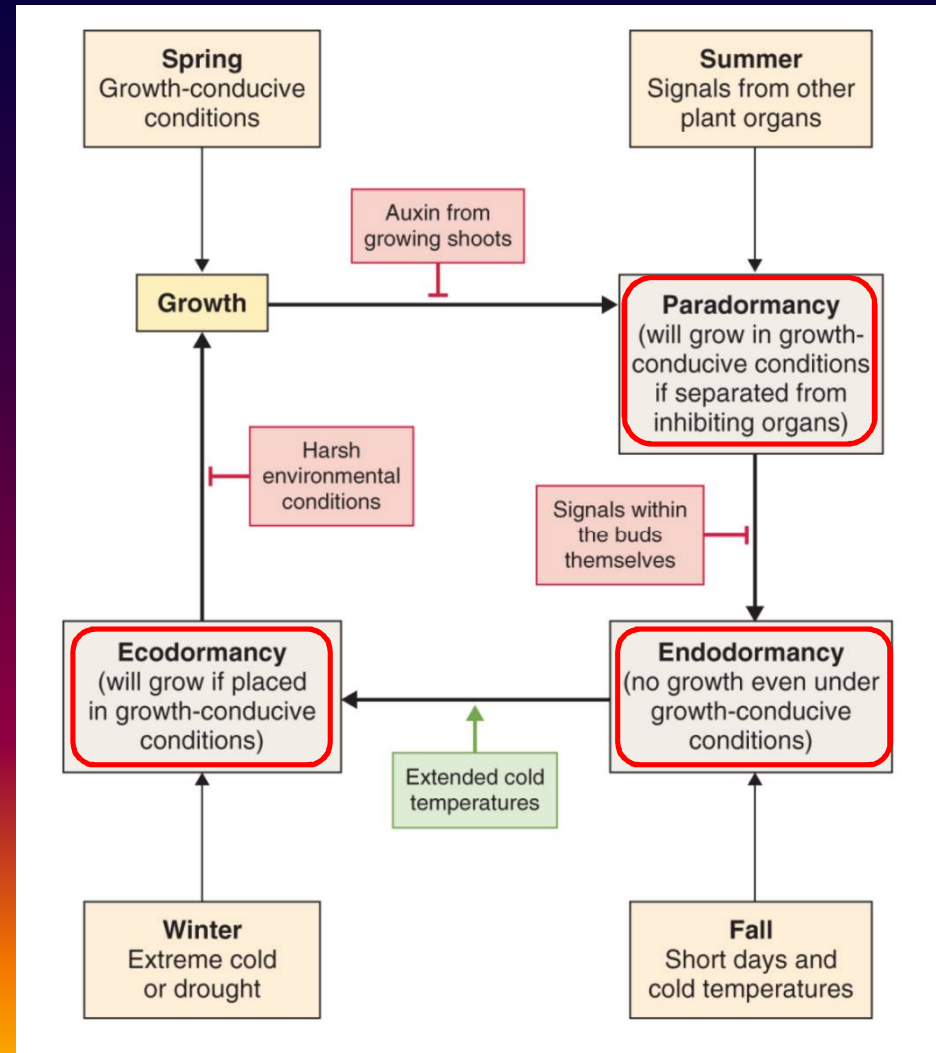 Spring
Growth-conducive
conditions
Summer
Signals from other
plant organs
Auxin from
growing shoots
Growth
Paradormancy
(will grow in growth-
conducive conditions
if separated from
inhibiting organs)
Harsh
environmental
conditions
Signals within
the buds
themselves
Ecodormancy
(will grow if placed
in growth-conducive
conditions)
Endodormancy
(no growth even under
growth-conducive
conditions)
Extended cold
temperatures
Winter
Extreme cold
or drought
Fall
Short days and
cold temperatures